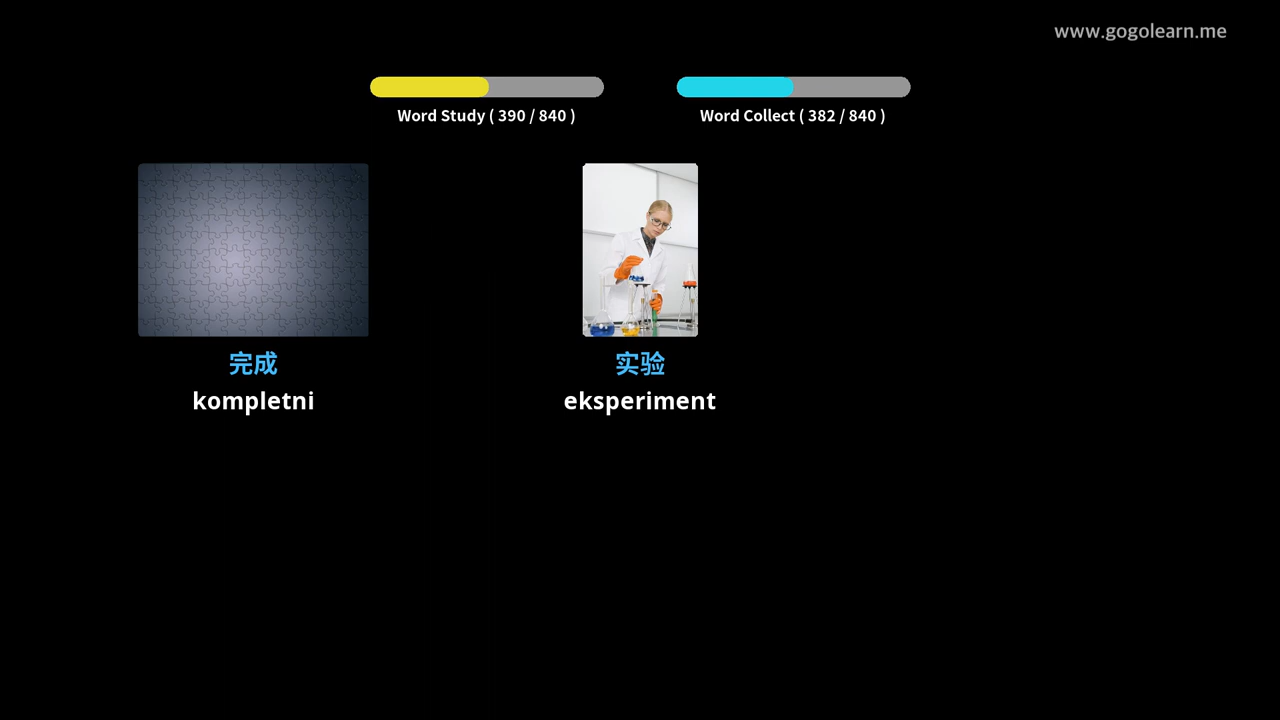 www.gogolearn.me
Word Study ( 390 / 840 )
Word Collect ( 382 / 840 )
完成
kompletni
实验
eksperiment